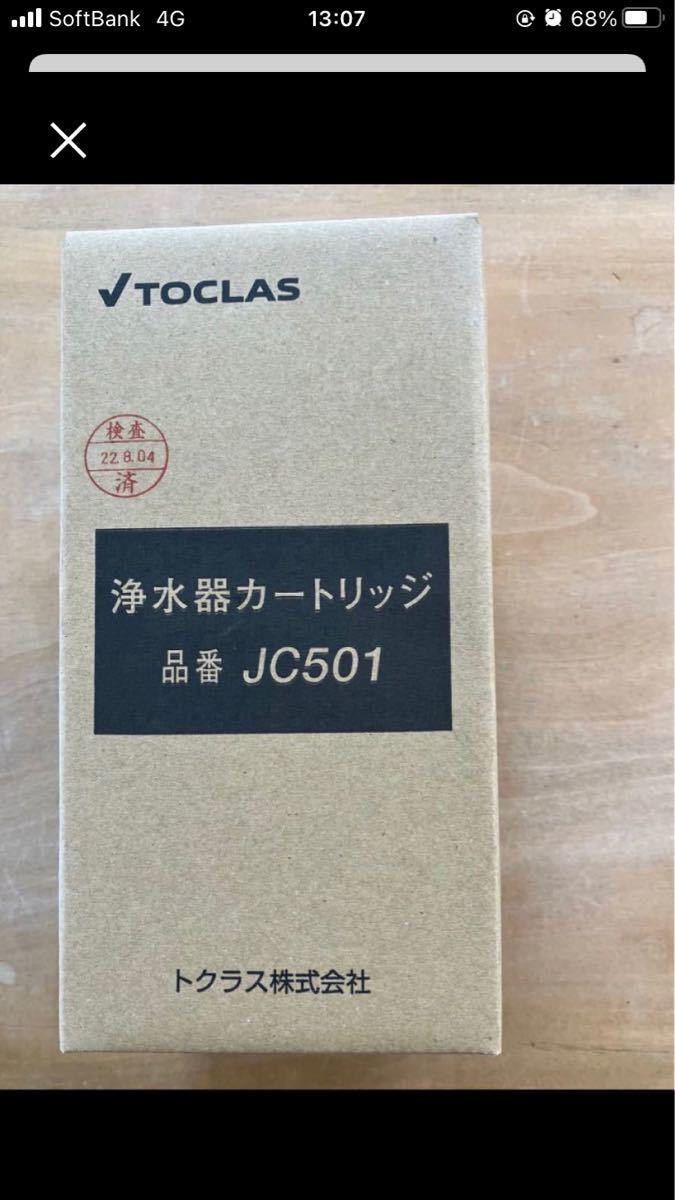 SoftBank 4G 13:07 68%
TOCLAS
検査
22.8.04
済
浄水器カートリッジ
品番 JC501
トクラス株式会社